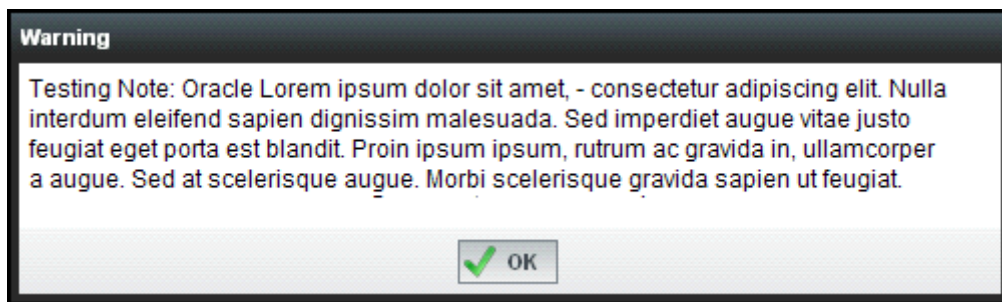 Warning
Testing Note: Oracle Lorem ipsum dolor sit amet, - consectetur adipiscing elit. Nulla
interdum eleifend sapien dignissim malesuada. Sed imperdiet augue vitae justo
feugiat eget porta est blandit. Proin ipsum ipsum, rutrum ac gravida in, ullamcorper
a augue. Sed at scelerisque augue. Morbi scelerisque gravida sapien ut feugiat.
OK